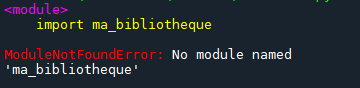 <module>
import ma_bibliotheque
ModuleNotFoundError: No module named
'ma_bibliotheque'